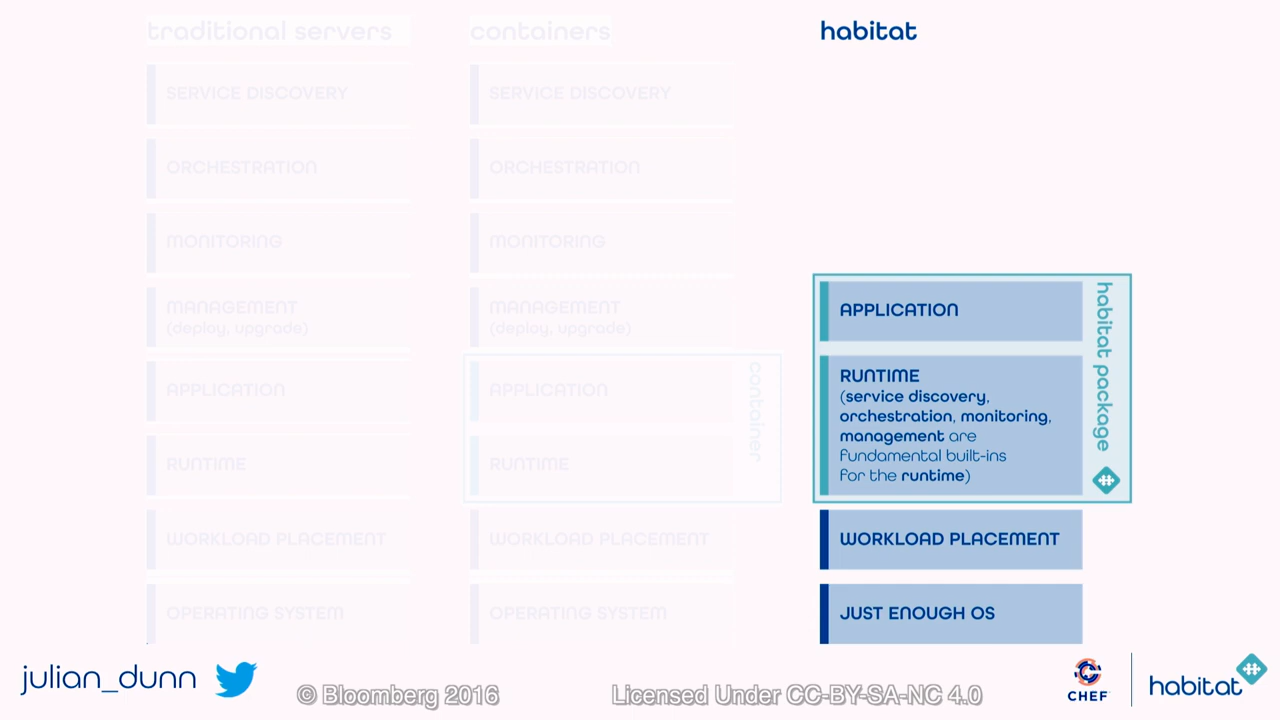 traditional servers
SERVICE DISCOVERY
ORCHESTRATION
MONITORING
MANAGEMENT
(deploy, upgrade)
APPLICATION
RUNTIME
WORKLOAD PLACEMENT
OPERATING SYSTEM
containers
SERVICE DISCOVERY
ORCHESTRATION
MONITORING
MANAGEMENT
(deploy, upgrade)
APPLICATION
RUNTIME
container
WORKLOAD PLACEMENT
OPERATING SYSTEM
habitat
APPLICATION
RUNTIME
(service discovery,
orchestration, monitoring,
management are
fundamental built-ins
for the runtime)
habitat package
WORKLOAD PLACEMENT
JUST ENOUGH OS
julian_dunn
© Bloomberg 2016
Licensed Under CC-BY-SA-NC 4.0
CHEF
habitat